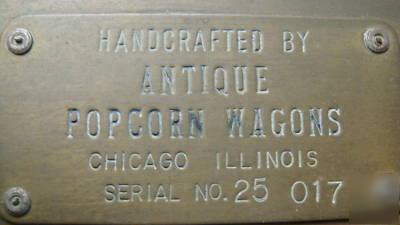 HANDCRAFTED BY
ANTIQUE
POPCORN WAGONS
CHICAGO ILLINOIS
SERIAL NO. 25 017